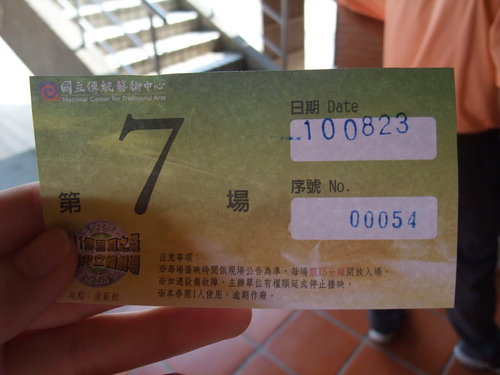 國立傳統藝術中心
National Center for Traditional Arts
日期 Date
100823
第 7 場
序號 No.
00054
注意事項：
※每場播映時間依現場公告為準，每場前15分鐘開放入場。
※如遇設備故障，主辦單位有權順延或停止播映。
※本券限1人使用，逾期作廢。